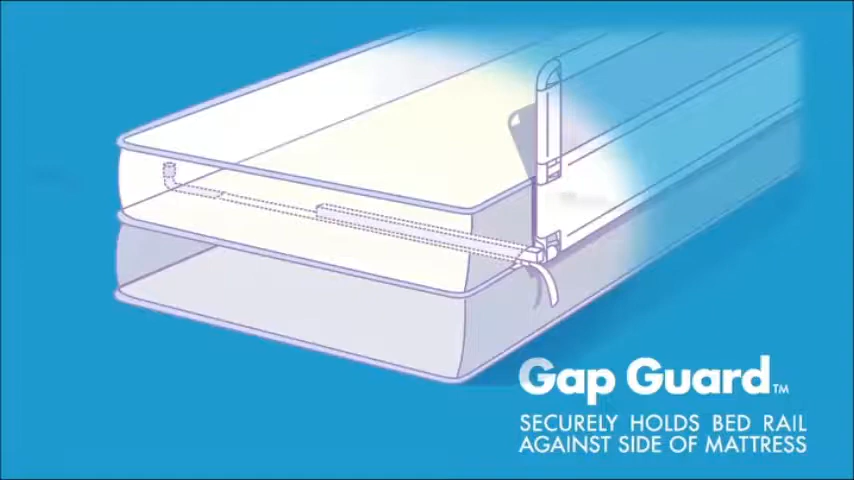 Gap Guard™
SECURELY HOLDS BED RAIL
AGAINST SIDE OF MATTRESS